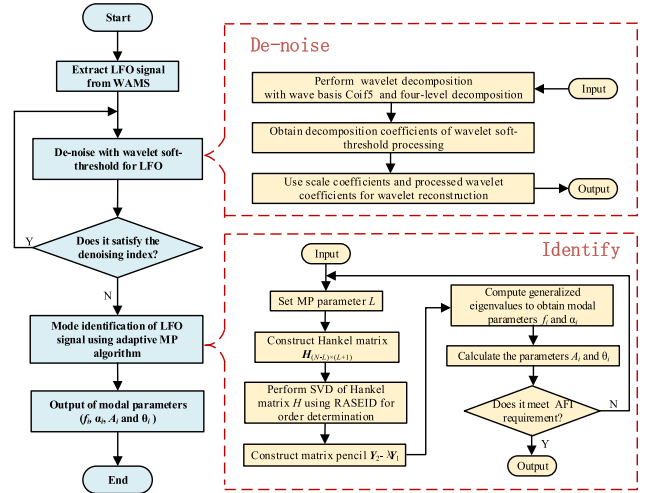 Start
Extract LFO signal
from WAMS
De-noise with wavelet soft-
threshold for LFO
Does it satisfy the
denoising index?
Y
N
Mode identification of LFO
signal using adaptive MP
algorithm
Output of modal parameters
(fi, αi, Ai and θi )
End
De-noise
Perform wavelet decomposition
with wave basis Coif5 and four-level decomposition
Input
Obtain decomposition coefficients of wavelet soft-
threshold processing
Use scale coefficients and processed wavelet
coefficients for wavelet reconstruction
Output
Identify
Input
Set MP parameter L
Construct Hankel matrix
H(N-L)×(L+1)
Perform SVD of Hankel
matrix H using RASEID for
order determination
Construct matrix pencil Y2- λY1
Compute generalized
eigenvalues to obtain modal
parameters fi and αi
Calculate the parameters Ai and θi
Does it meet AFI
requirement?
N
Y
Output